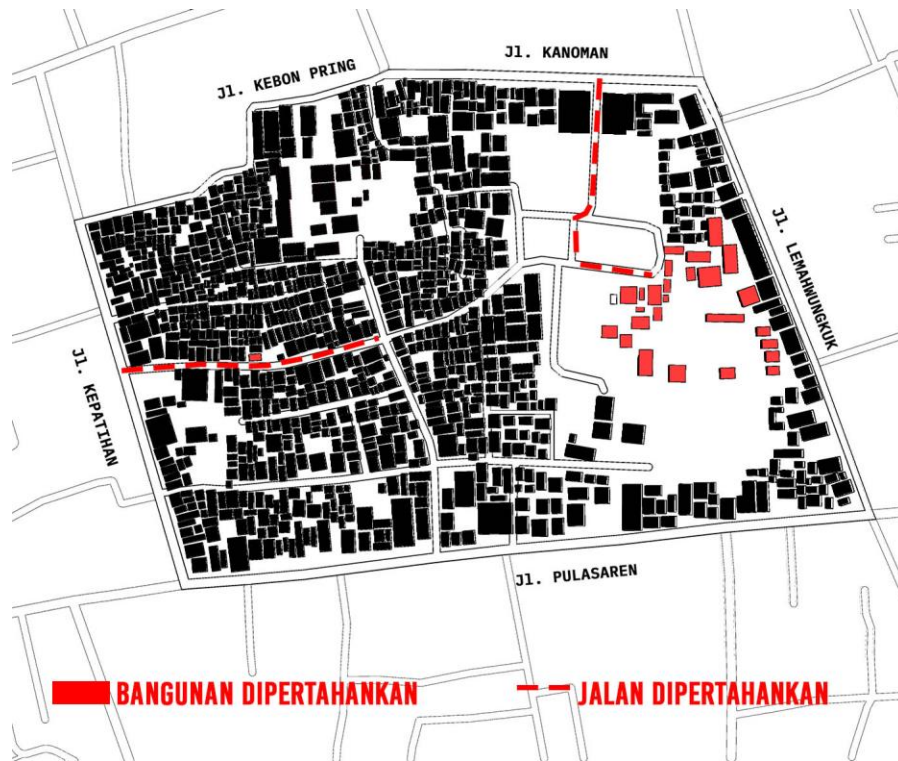 Jl. KANOMAN
Jl. KEBON PRING
Jl. LEMAHWUNGKUK
Jl. KEPATIHAN
Jl. PULASAREN
BANGUNAN DIPERTAHANKAN
JALAN DIPERTAHANKAN